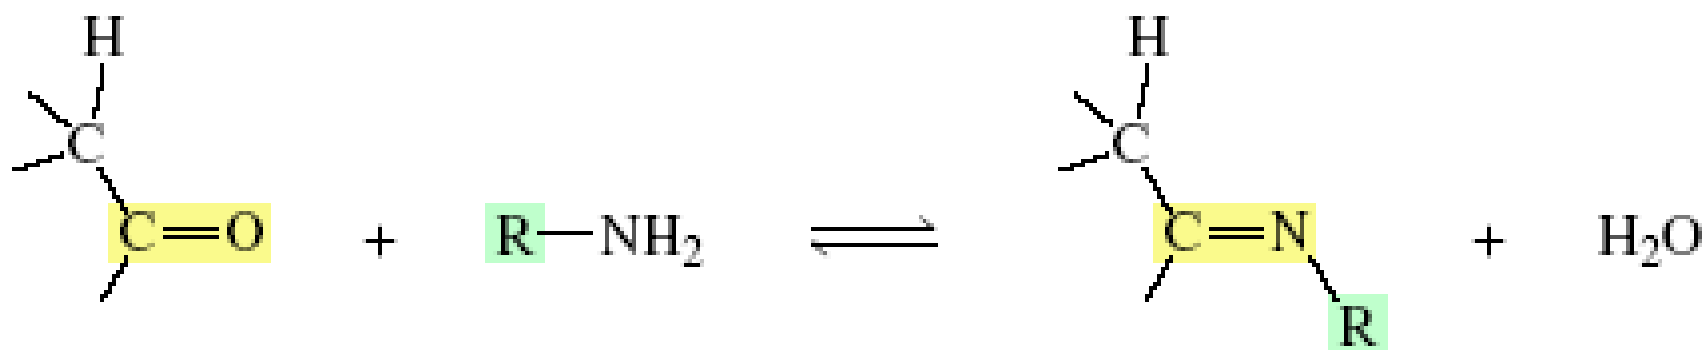 H H
C C
C=O + R—NH₂ ⇌ C=N + H₂O
R